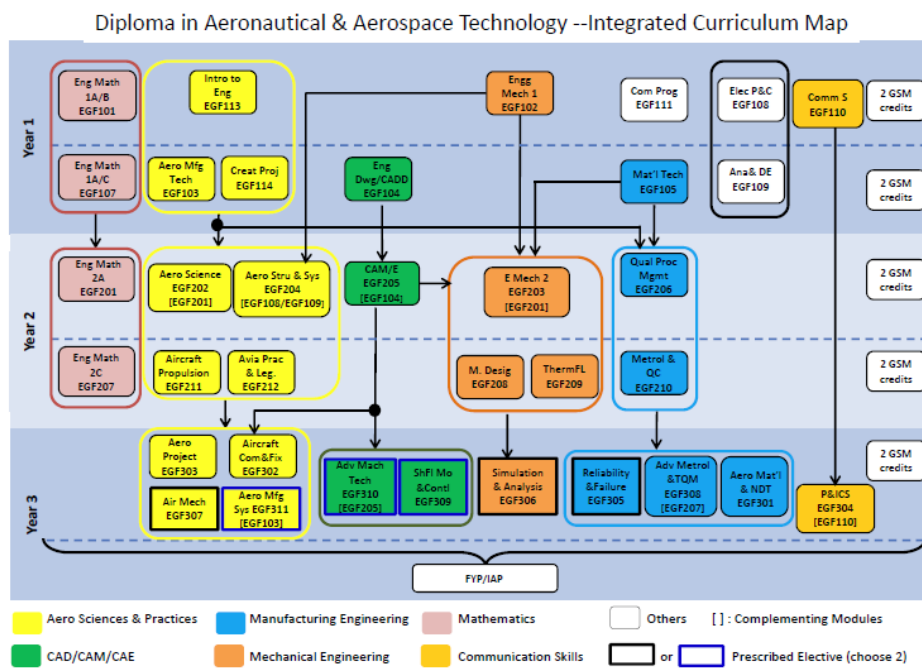 Diploma in Aeronautical & Aerospace Technology --Integrated Curriculum Map
Year 1
Eng Math
1A/B
EGF101
Intro to
Eng
EGF113
Engg
Mech 1
EGF102
Com Prog
EGF111
Elec P&C
EGF108
Comm S
EGF110
2 GSM
credits
Eng Math
1A/C
EGF107
Aero Mfg
Tech
EGF103
Creat Proj
EGF114
Eng
Dwg/CADD
EGF104
Mat'l Tech
EGF105
Ana& DE
EGF109
2 GSM
credits
Year 2
Eng Math
2A
EGF201
Aero Science
EGF202
[EGF201]
Aero Stru & Sys
EGF204
[EGF108/EGF109]
CAM/E
EGF205
[EGF104]
E Mech 2
EGF203
[EGF201]
Qual Proc
Mgmt
EGF206
2 GSM
credits
Eng Math
2C
EGF207
Aircraft
Propulsion
EGF211
Avia Prac
& Leg.
EGF212
M. Desig
EGF208
ThermFL
EGF209
Metrol &
QC
EGF210
2 GSM
credits
Year 3
Aero
Project
EGF303
Aircraft
Com&Fix
EGF302
Air Mech
EGF307
Aero Mfg
Sys EGF311
[EGF103]
Adv Mach
Tech
EGF310
[EGF205]
ShFl Mo
&Contl
EGF309
Simulation
& Analysis
EGF306
Reliability
&Failure
EGF305
Adv Metrol
&TQM
EGF308
[EGF207]
Aero Mat'l
& NDT
EGF301
P&ICS
EGF304
[EGF110]
2 GSM
credits
FYP/IAP
Aero Sciences & Practices
Manufacturing Engineering
Mathematics
Others
[ ] : Complementing Modules
CAD/CAM/CAE
Mechanical Engineering
Communication Skills
or
Prescribed Elective (choose 2)